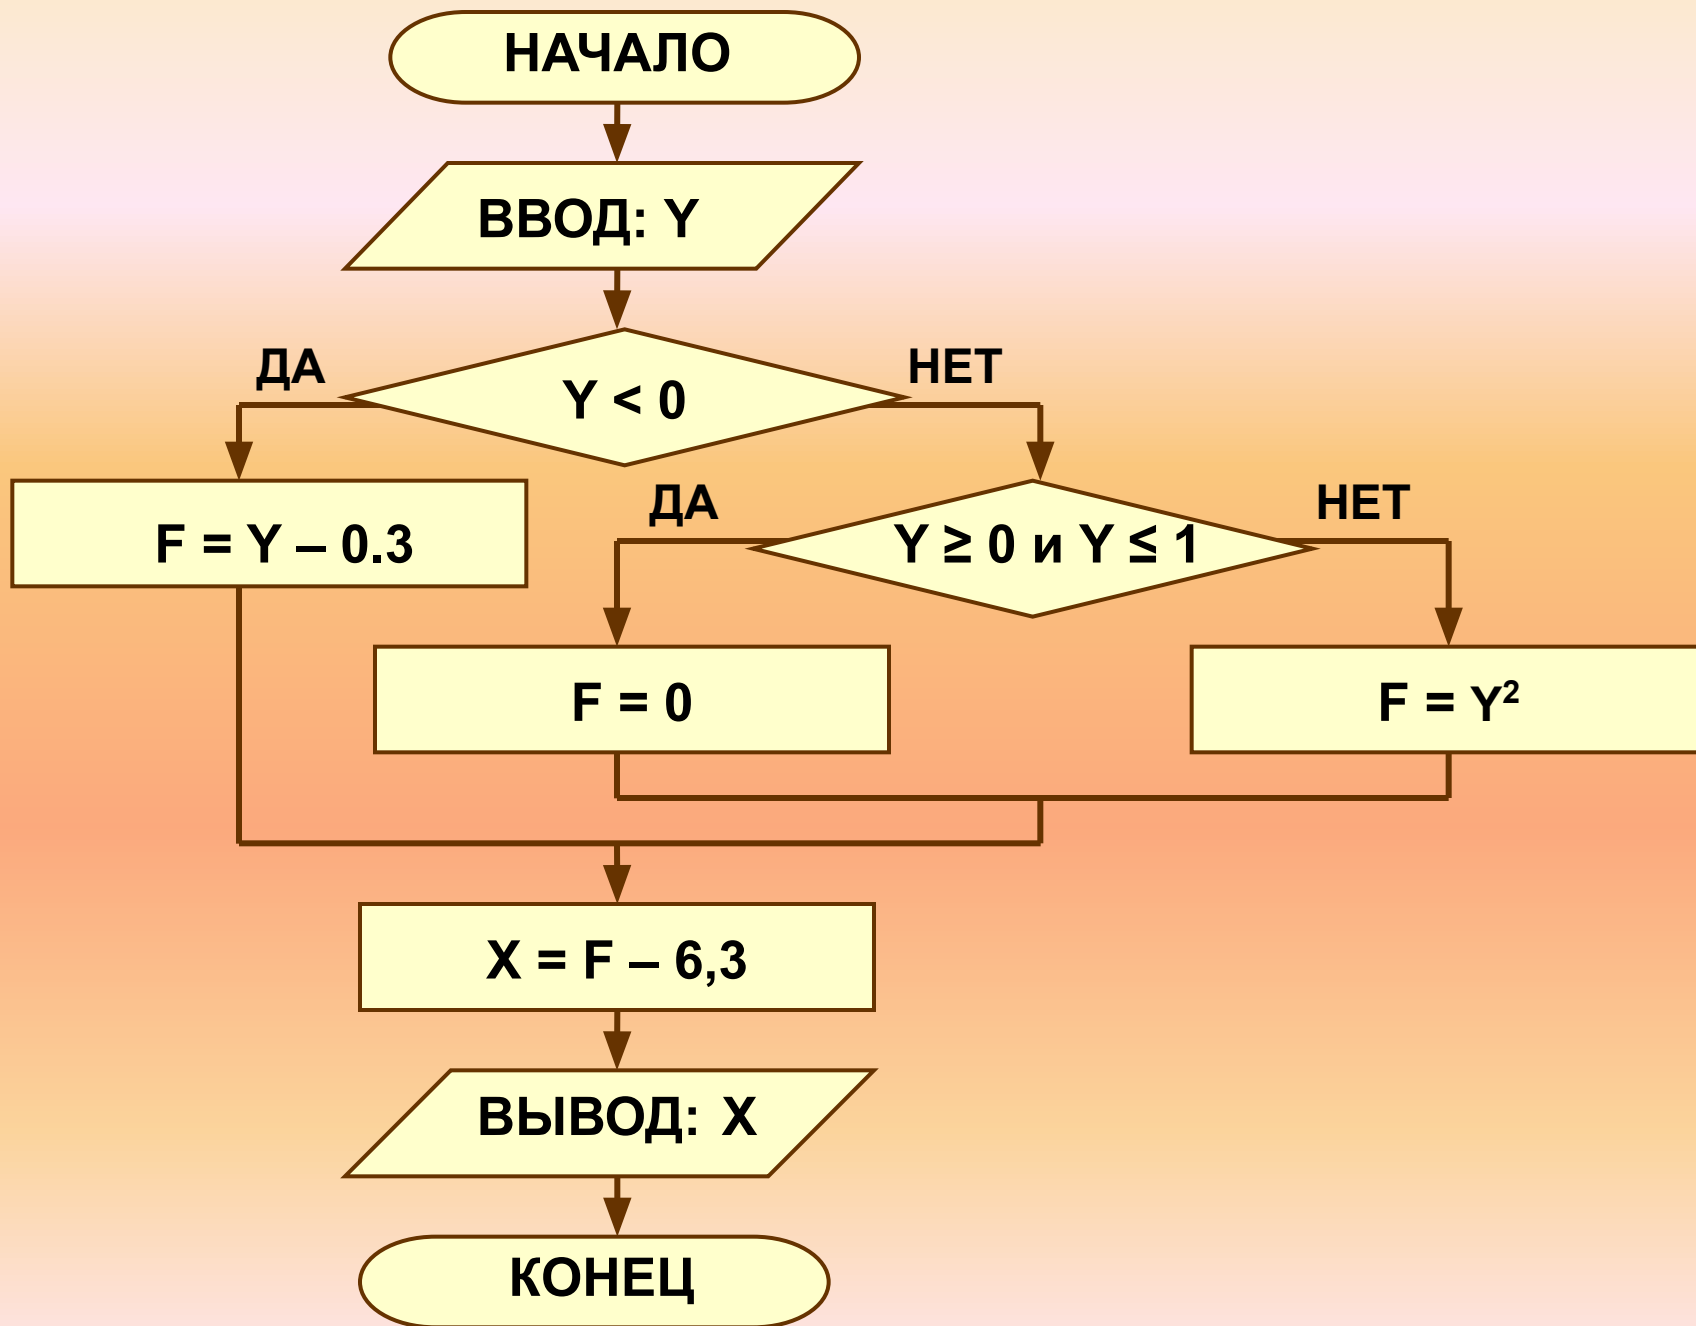 НАЧАЛО
ВВОД: Y
ДА
НЕТ
Y < 0
ДА
НЕТ
F = Y – 0.3
Y ≥ 0 и Y ≤ 1
F = 0
F = Y²
X = F – 6,3
ВЫВОД: X
КОНЕЦ